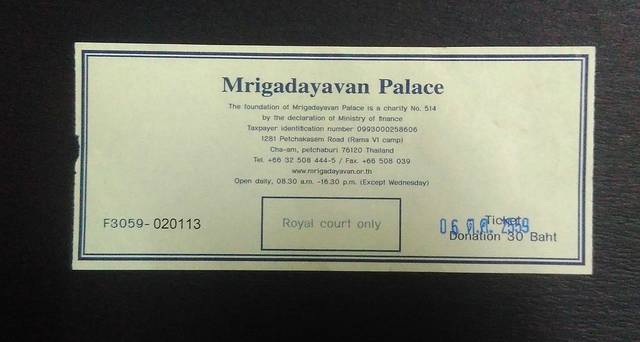 Mrigadayavan Palace
The foundation of Mrigadayavan Palace is a charity No. 514
by the declaration of Ministry of finance
Taxpayer identification number 0993000258606
1281 Petchakasem Road (Rama VI camp)
Cha-am, petchaburi 76120 Thailand
Tel. +66 32 508 444-5 / Fax. +66 508 039
www.mrigadayavan.or.th
Open daily, 08.30 a.m. -16.30 p.m. (Except Wednesday)
F3059-020113
Royal court only
Ticket
06 ต.ค. 2559
Donation 30 Baht